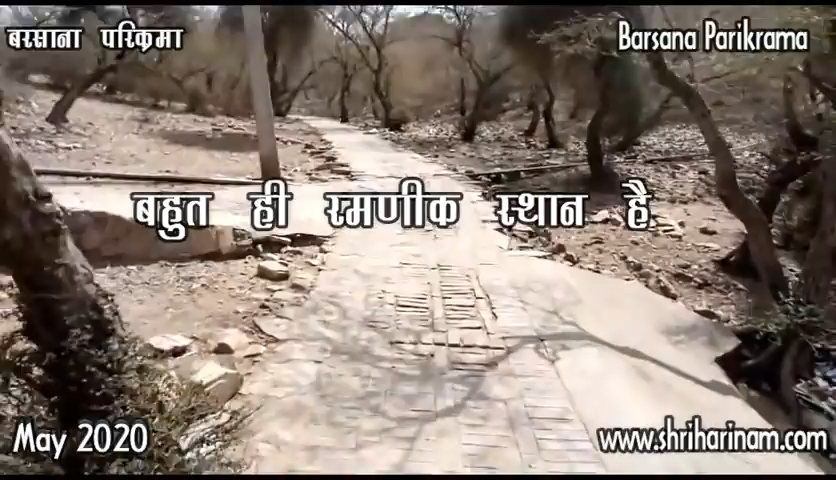 बरसाना परिक्रमा
Barsana Parikrama
बहुत ही रमणीक स्थान है
May 2020
www.shriharinam.com